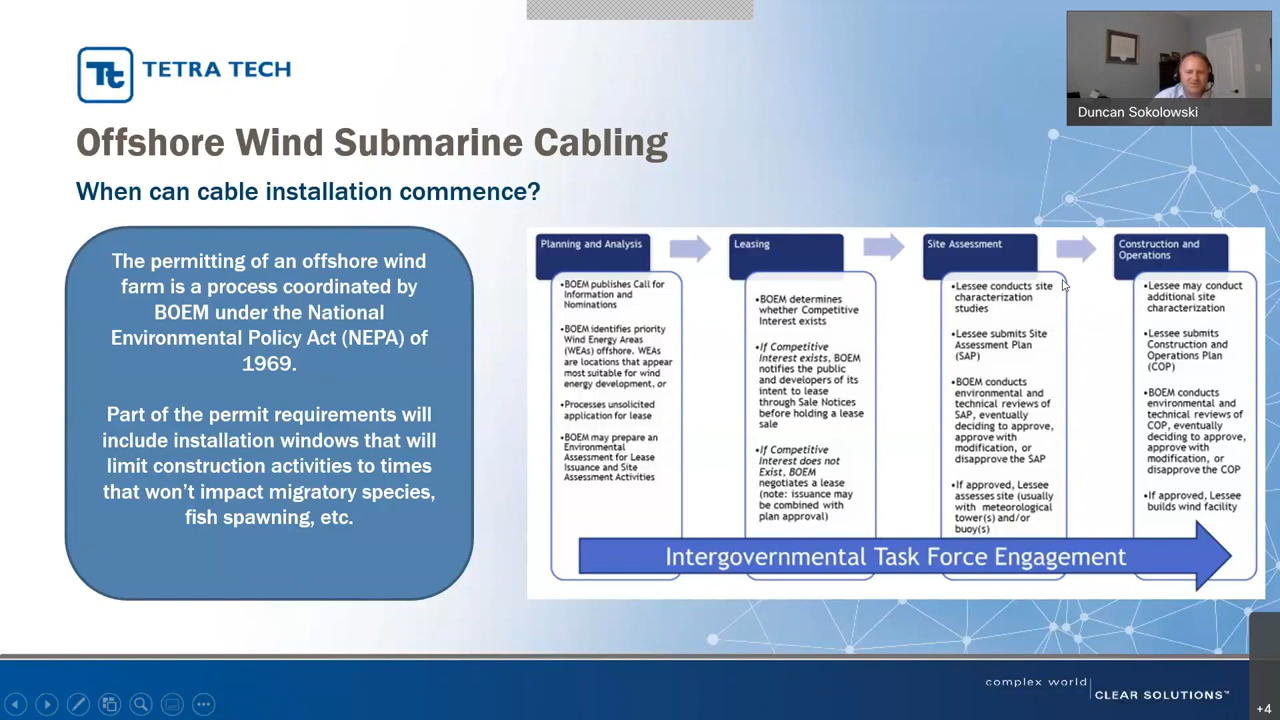 Tt TETRA TECH
Duncan Sokolowski
Offshore Wind Submarine Cabling
When can cable installation commence?
The permitting of an offshore wind
farm is a process coordinated by
BOEM under the National
Environmental Policy Act (NEPA) of
1969.
Part of the permit requirements will
include installation windows that will
limit construction activities to times
that won't impact migratory species,
fish spawning, etc.
Planning and Analysis
•BOEM publishes Call for
Information and
Nominations
•BOEM identifies priority
Wind Energy Areas
(WEAs) offshore. WEAs
are locations that appear
most suitable for wind
energy development, or
•Processes unsolicited
application for lease
•BOEM may prepare an
Environmental
Assessment for Lease
Issuance and Site
Assessment Activities
Leasing
•BOEM determines
whether Competitive
Interest exists
•If Competitive
Interest exists, BOEM
notifies the public
and developers of its
intent to lease
through Sale Notices
before holding a lease
sale
•If Competitive
Interest does not
Exist, BOEM
negotiates a lease
(note: issuance may
be combined with
plan approval)
Site Assessment
•Lessee conducts site
characterization
studies
•Lessee submits Site
Assessment Plan
(SAP)
•BOEM conducts
environmental and
technical reviews of
SAP, eventually
deciding to approve,
approve with
modification, or
disapprove the SAP
•If approved, Lessee
assesses site (usually
with meteorological
tower(s) and/or
buoy(s)
Construction and
Operations
•Lessee may conduct
additional site
characterization
•Lessee submits
Construction and
Operations Plan
(COP)
•BOEM conducts
environmental and
technical reviews of
COP, eventually
deciding to approve,
approve with
modification, or
disapprove the COP
•If approved, Lessee
builds wind facility
Intergovernmental Task Force Engagement
complex world
CLEAR SOLUTIONS™
+4